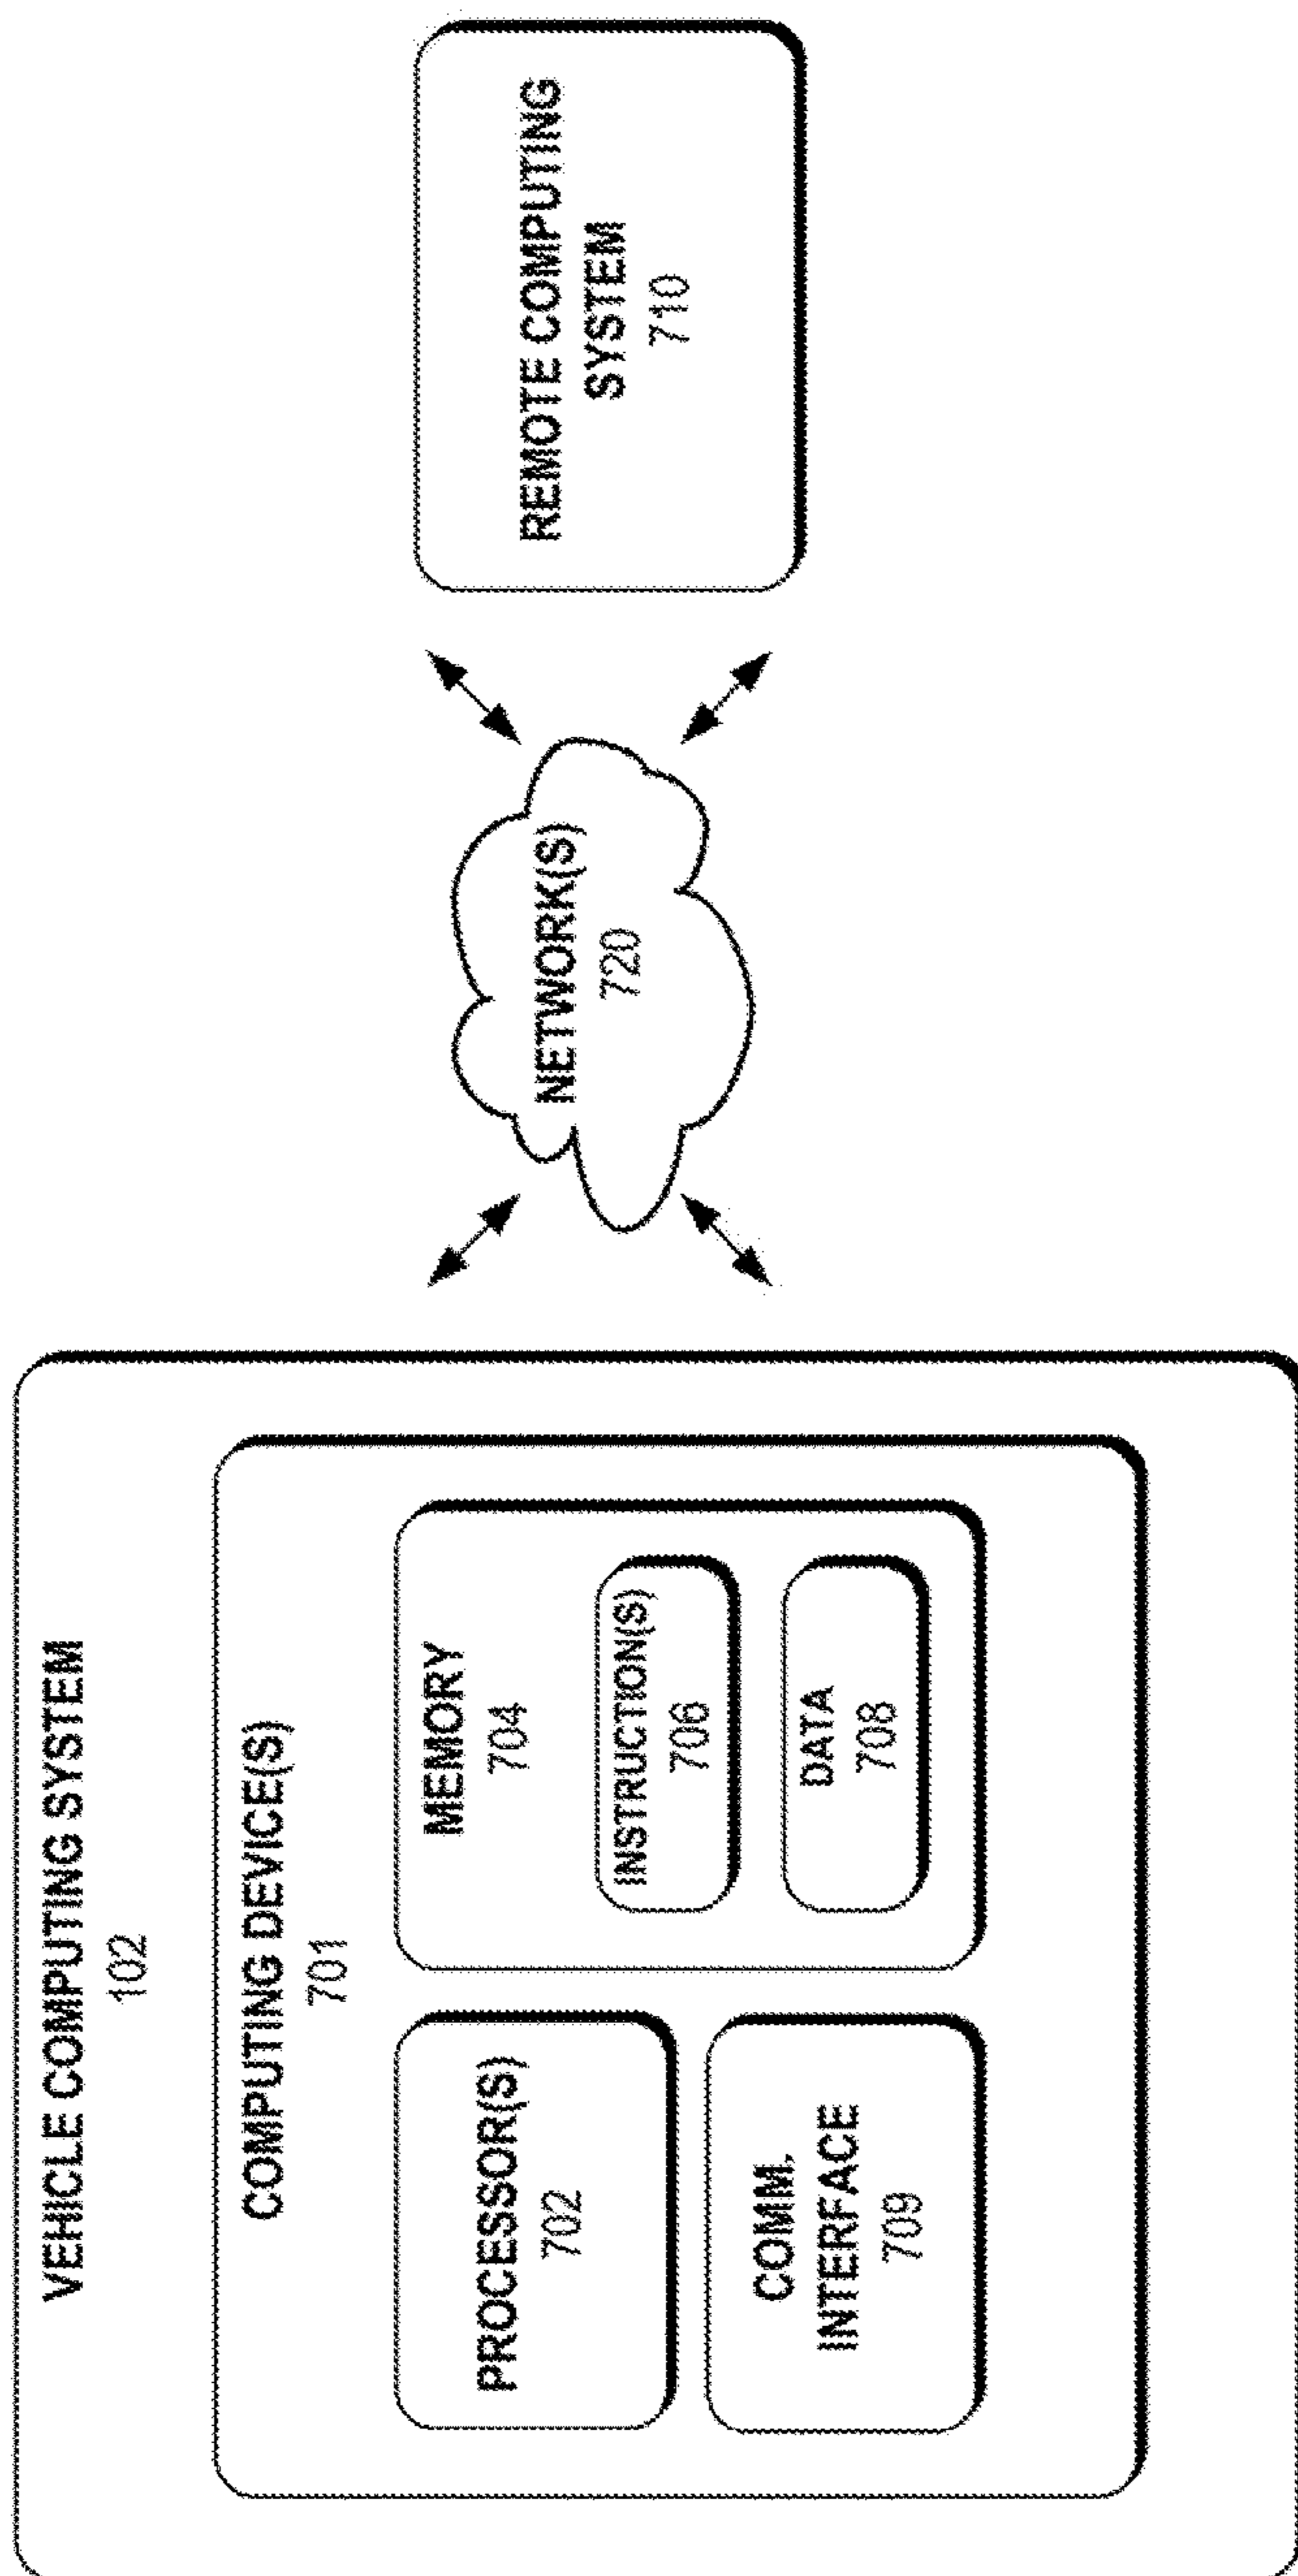 VEHICLE COMPUTING SYSTEM
102
COMPUTING DEVICE(S)
701
PROCESSOR(S)
702
COMM.
INTERFACE
709
MEMORY
704
INSTRUCTION(S)
706
DATA
708
NETWORK(S)
720
REMOTE COMPUTING
SYSTEM
710